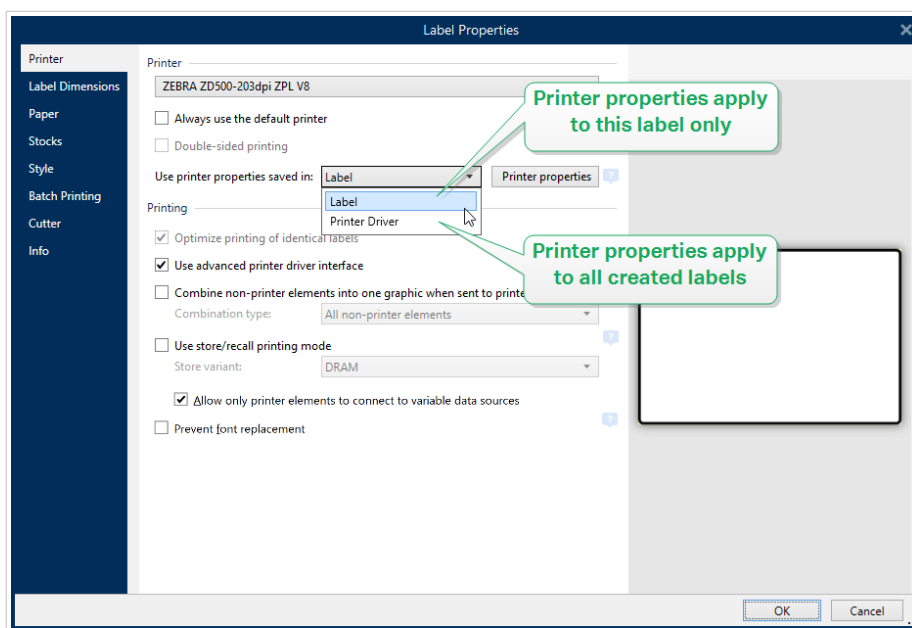 Label Properties
Printer
Label Dimensions
Paper
Stocks
Style
Batch Printing
Cutter
Info
Printer
ZEBRA ZD500-203dpi ZPL V8
Always use the default printer
Double-sided printing
Use printer properties saved in: Label Printer properties ?
Label
Printer Driver
Printing
Optimize printing of identical labels
Use advanced printer driver interface
Combine non-printer elements into one graphic when sent to printe
Combination type: All non-printer elements
?
Use store/recall printing mode
Store variant: DRAM
Allow only printer elements to connect to variable data sources
?
Prevent font replacement
Printer properties apply
to this label only
Printer properties apply
to all created labels
OK Cancel
.